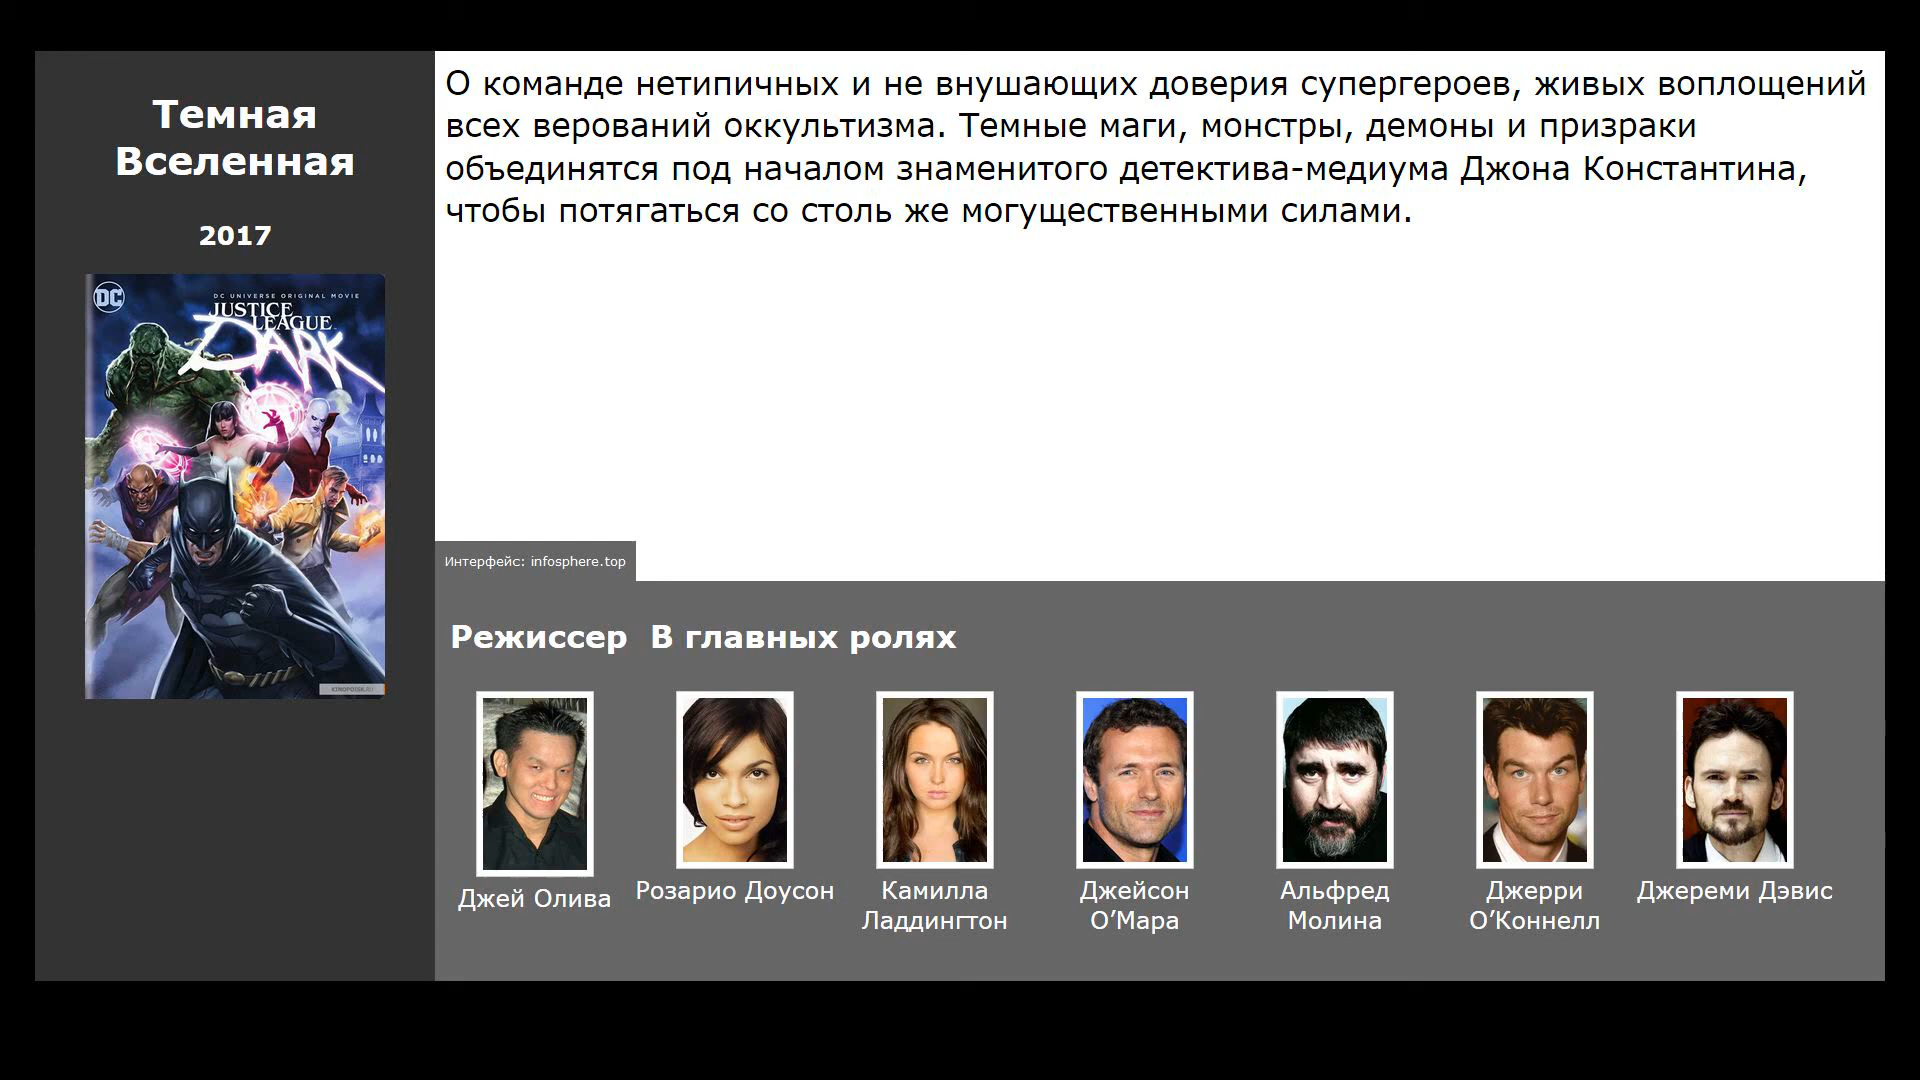 Темная
Вселенная
2017
DC
DC UNIVERSE ORIGINAL MOVIE
JUSTICE
LEAGUE
DARK
KINOPOISK.RU
О команде нетипичных и не внушающих доверия супергероев, живых воплощений
всех верований оккультизма. Темные маги, монстры, демоны и призраки
объединятся под началом знаменитого детектива-медиума Джона Константина,
чтобы потягаться со столь же могущественными силами.
Интерфейс: infosphere.top
Режиссер В главных ролях
Джей Олива
Розарио Доусон
Камилла
Ладдингтон
Джейсон
О’Мара
Альфред
Молина
Джерри
О’Коннелл
Джереми Дэвис